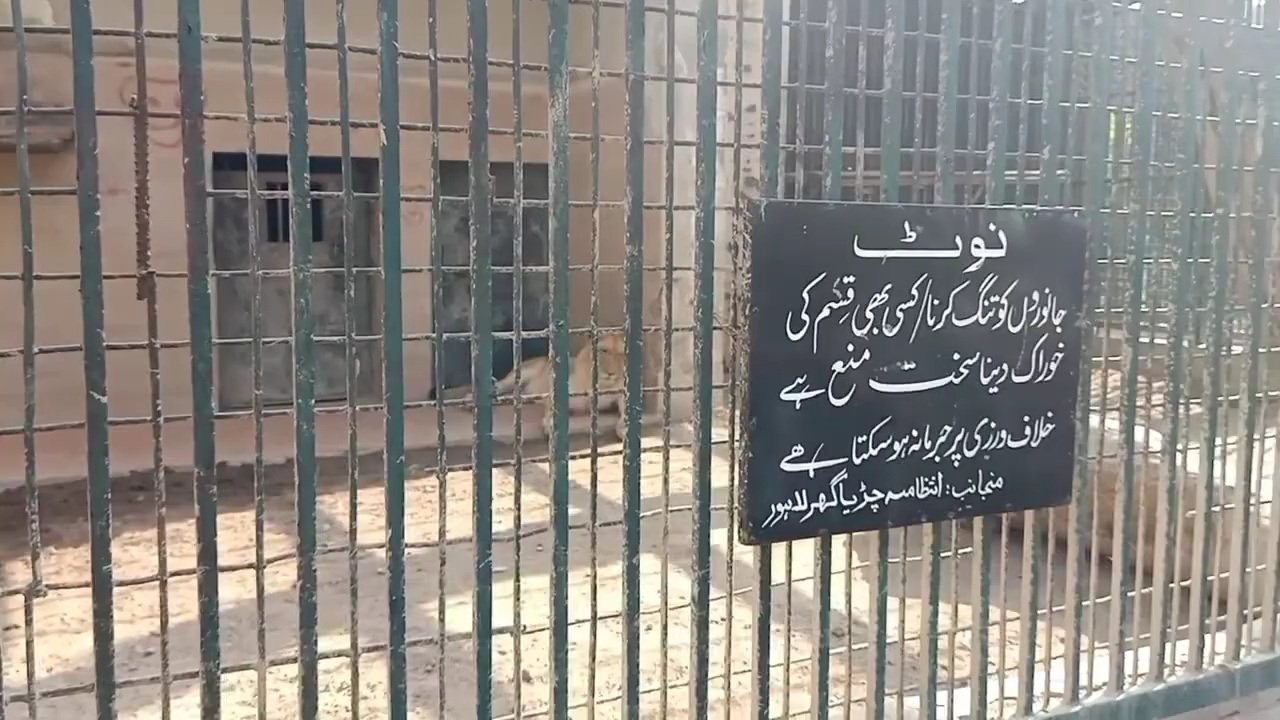 نوٹ
جانوروں کو تنگ کرنا/کسی بھی قِسم کی
خوراک دینا سخت منع ہے
خلاف ورزی پر جرمانہ ہو سکتا ہے
منجانب: انتظامیہ چڑیا گھر لاہور